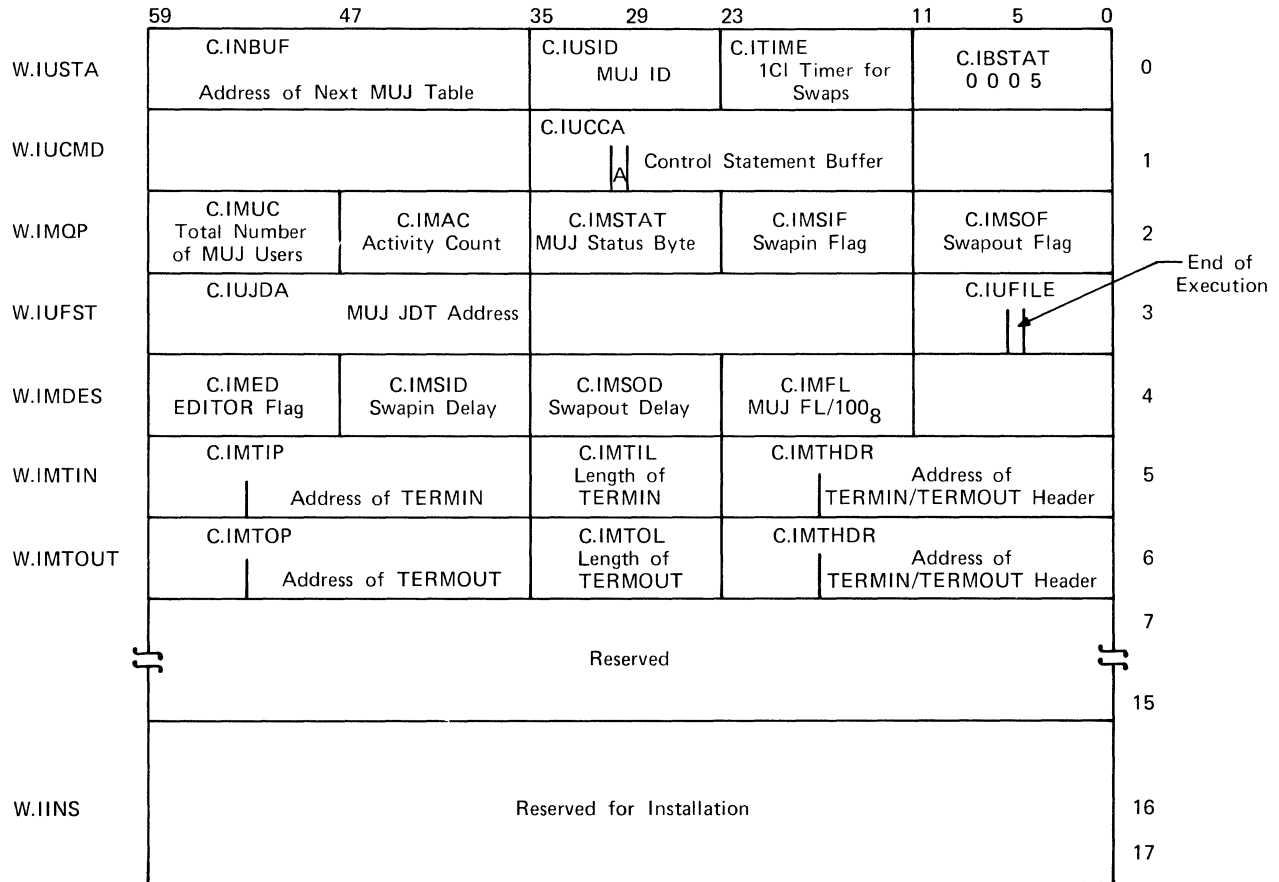 59 47 35 29 23 11 5 0
W.IUSTA
C.INBUF
Address of Next MUJ Table
C.IUSID
MUJ ID
C.ITIME
1CI Timer for
Swaps
C.IBSTAT
0 0 0 5
0
W.IUCMD
C.IUCCA
A
Control Statement Buffer
1
W.IMQP
C.IMUC
Total Number
of MUJ Users
C.IMAC
Activity Count
C.IMSTAT
MUJ Status Byte
C.IMSIF
Swapin Flag
C.IMSOF
Swapout Flag
2
End of
Execution
W.IUFST
C.IUJDA
MUJ JDT Address
C.IUFILE
3
W.IMDES
C.IMED
EDITOR Flag
C.IMSID
Swapin Delay
C.IMSOD
Swapout Delay
C.IMFL
MUJ FL/100₈
4
W.IMTIN
C.IMTIP
Address of TERMIN
C.IMTIL
Length of
TERMIN
C.IMTHDR
Address of
TERMIN/TERMOUT Header
5
W.IMTOUT
C.IMTOP
Address of TERMOUT
C.IMTOL
Length of
TERMOUT
C.IMTHDR
Address of
TERMIN/TERMOUT Header
6
7
Reserved
15
W.IINS
Reserved for Installation
16
17